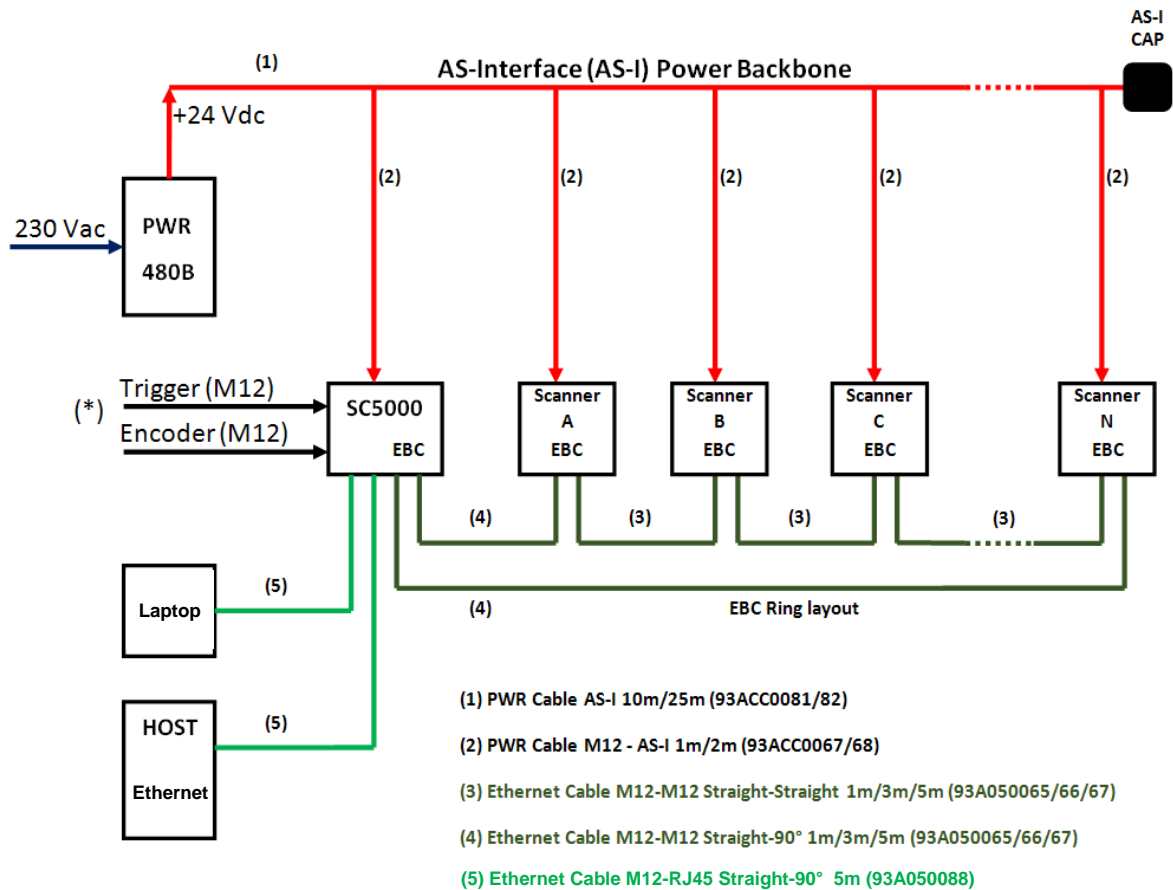 AS-I
CAP
(1)
AS-Interface (AS-I) Power Backbone
+24 Vdc
(2)
(2)
(2)
(2)
(2)
230 Vac
PWR
480B
Trigger (M12)
(*)
Encoder (M12)
SC5000
EBC
Scanner
A
EBC
Scanner
B
EBC
Scanner
C
EBC
Scanner
N
EBC
(4)
(3)
(3)
(3)
Laptop
(5)
(4)
EBC Ring layout
HOST
Ethernet
(5)
(1) PWR Cable AS-I 10m/25m (93ACC0081/82)
(2) PWR Cable M12 - AS-I 1m/2m (93ACC0067/68)
(3) Ethernet Cable M12-M12 Straight-Straight 1m/3m/5m (93A050065/66/67)
(4) Ethernet Cable M12-M12 Straight-90° 1m/3m/5m (93A050065/66/67)
(5) Ethernet Cable M12-RJ45 Straight-90° 5m (93A050088)